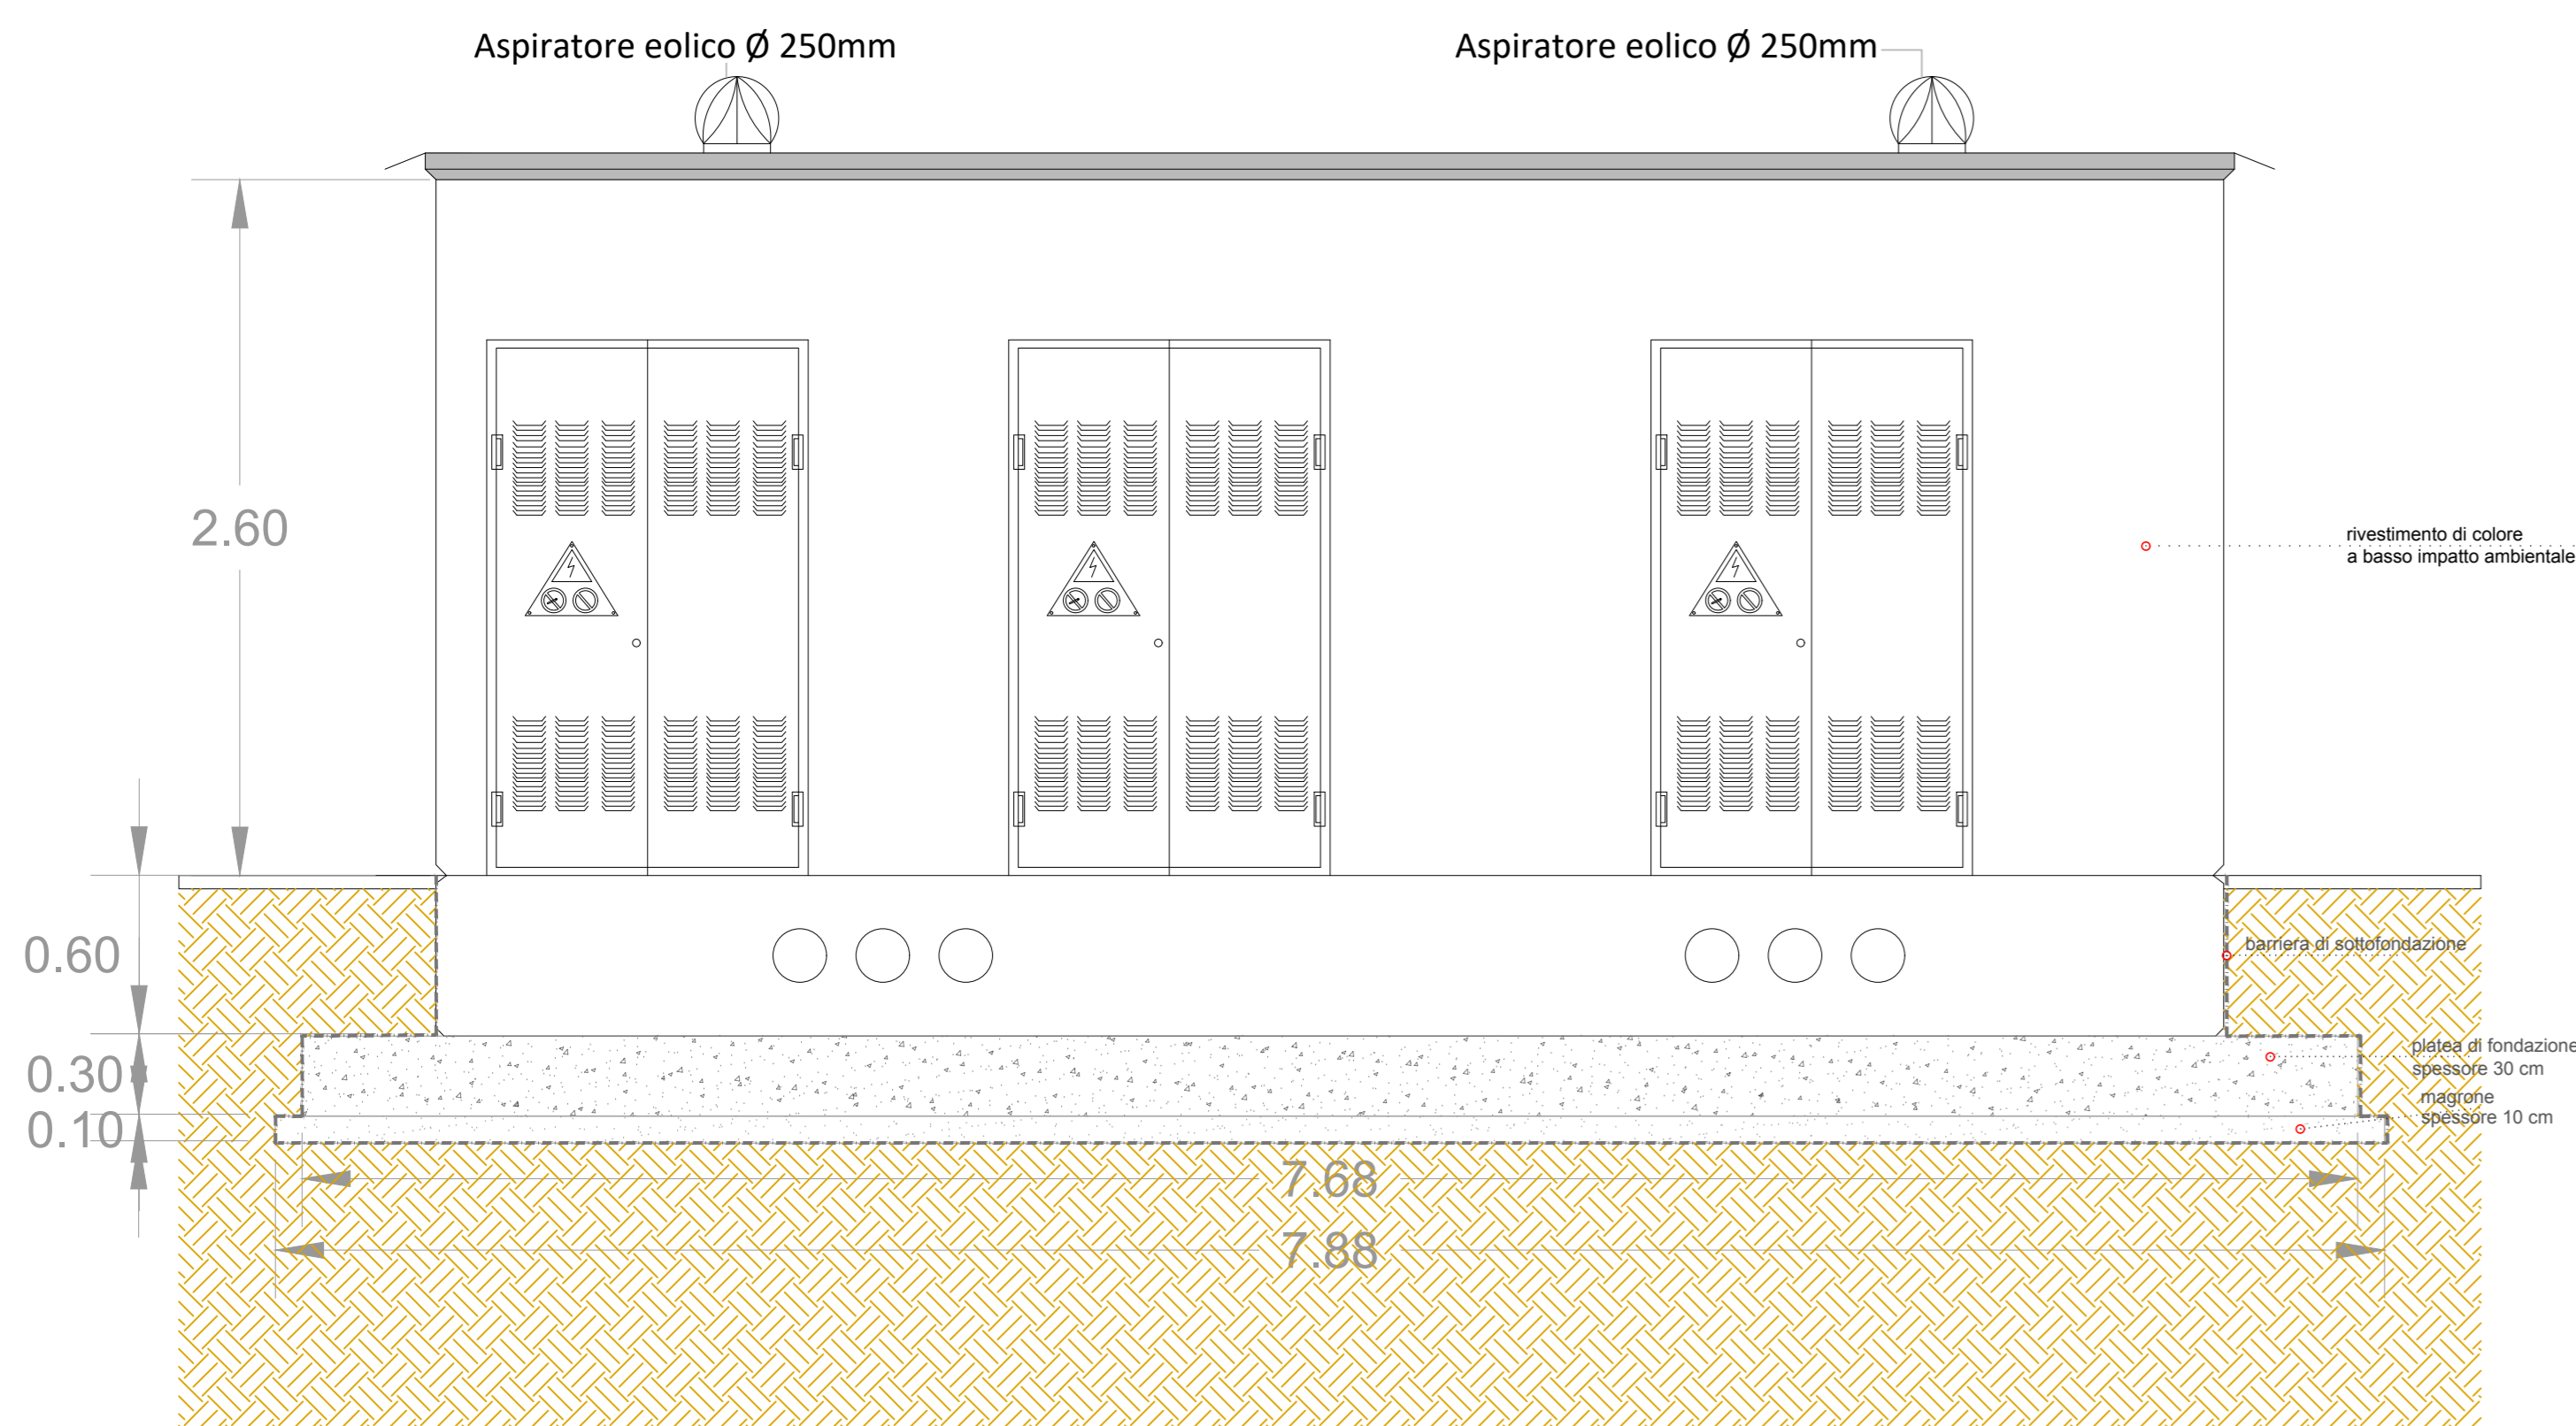 Aspiratore eolico Ø 250mm
Aspiratore eolico Ø 250mm
2.60
rivestimento di colore
a basso impatto ambientale
0.60
barriera di sottofondazione
0.30
platea di fondazione
spessore 30 cm
0.10
magrone
spessore 10 cm
7.68
7.88